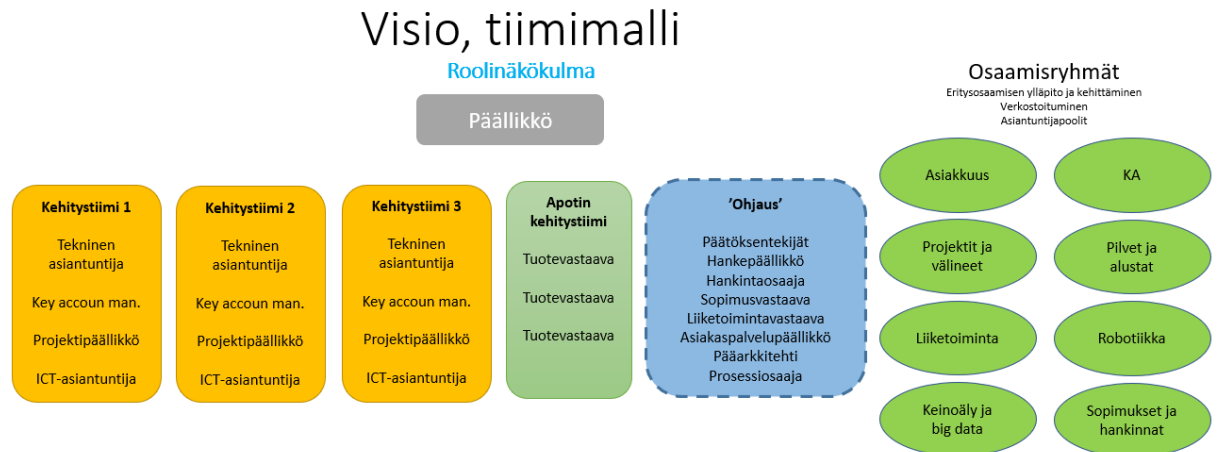 Visio, tiimimalli
Roolinäkökulma
Päällikkö
Kehitystiimi 1
Tekninen
asiantuntija
Key accoun man.
Projektipäällikkö
ICT-asiantuntija
Kehitystiimi 2
Tekninen
asiantuntija
Key accoun man.
Projektipäällikkö
ICT-asiantuntija
Kehitystiimi 3
Tekninen
asiantuntija
Key accoun man.
Projektipäällikkö
ICT-asiantuntija
Apotin
kehitystiimi
Tuotevastaava
Tuotevastaava
Tuotevastaava
’Ohjaus’
Päätöksentekijät
Hankepäällikkö
Hankintaosaaja
Sopimusvastaava
Liiketoimintavastaava
Asiakaspalvelupäällikkö
Pääarkkitehti
Prosessiosaaja
Osaamisryhmät
Eritysosaamisen ylläpito ja kehittäminen
Verkostoituminen
Asiantuntijapoolit
Asiakkuus
KA
Projektit ja
välineet
Pilvet ja
alustat
Liiketoiminta
Robotiikka
Keinoäly ja
big data
Sopimukset ja
hankinnat